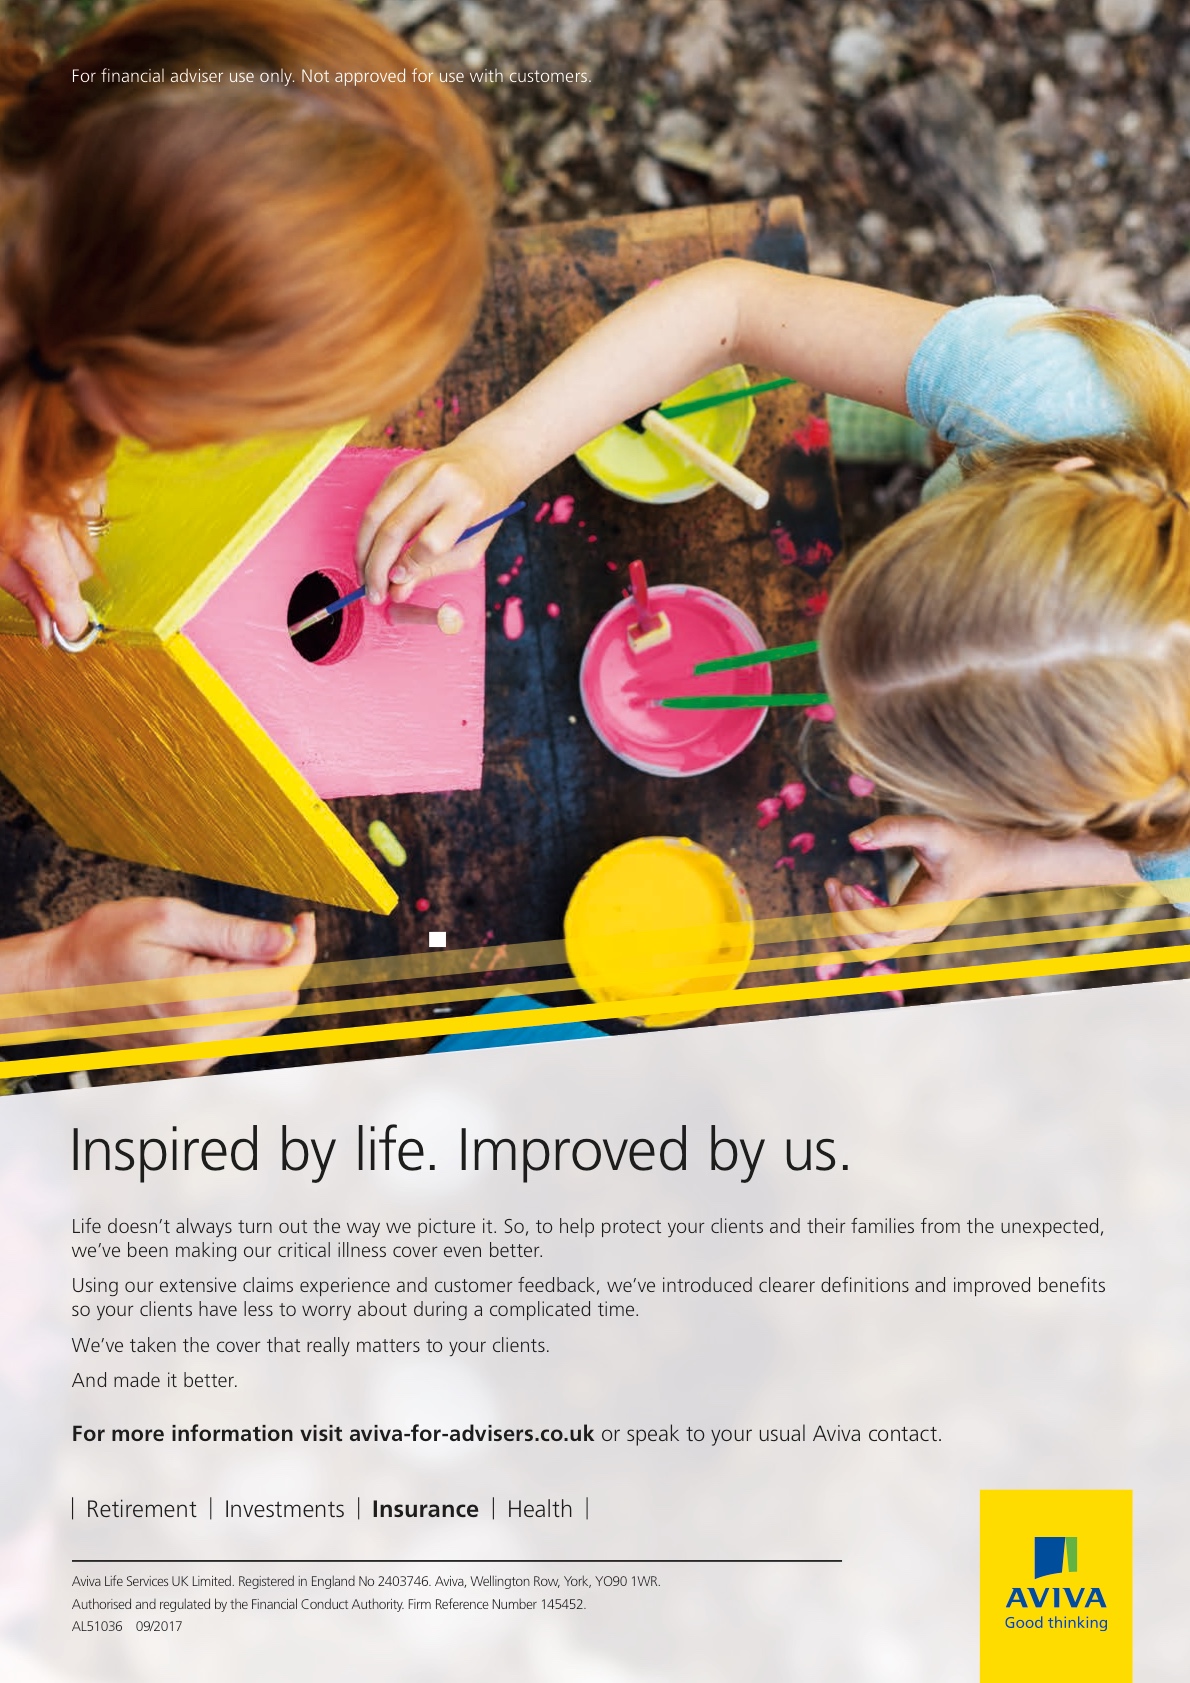 For financial adviser use only. Not approved for use with customers.
Inspired by life. Improved by us.
Life doesn’t always turn out the way we picture it. So, to help protect your clients and their families from the unexpected,
we’ve been making our critical illness cover even better.
Using our extensive claims experience and customer feedback, we’ve introduced clearer definitions and improved benefits
so your clients have less to worry about during a complicated time.
We’ve taken the cover that really matters to your clients.
And made it better.
For more information visit aviva-for-advisers.co.uk or speak to your usual Aviva contact.
| Retirement | Investments | Insurance | Health |
Aviva Life Services UK Limited. Registered in England No 2403746. Aviva, Wellington Row, York, YO90 1WR.
Authorised and regulated by the Financial Conduct Authority. Firm Reference Number 145452.
AL51036 09/2017
AVIVA
Good thinking